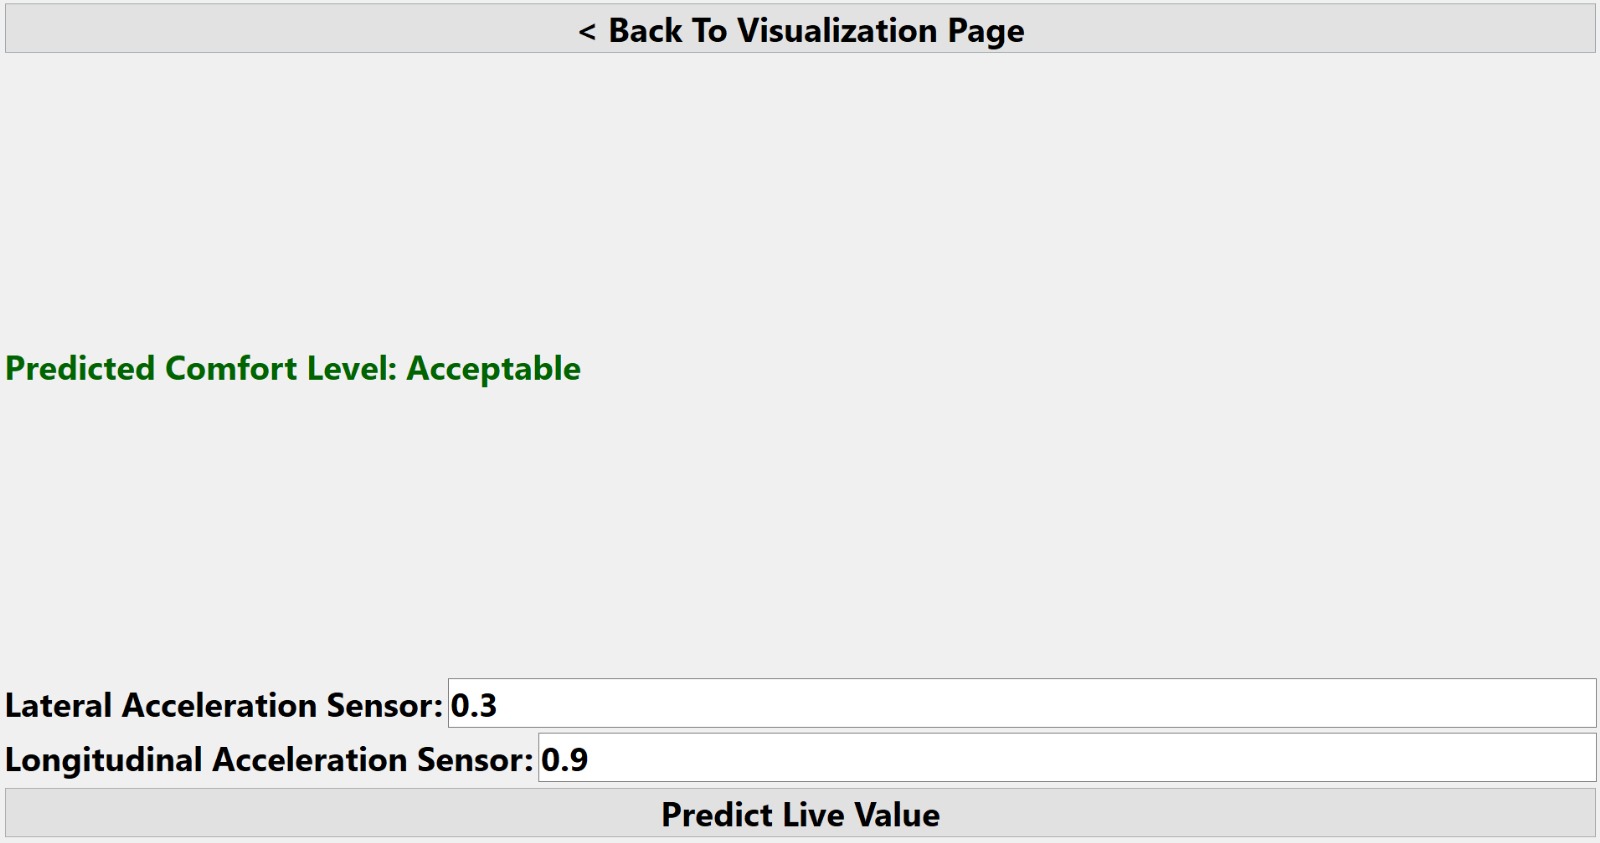 < Back To Visualization Page
Predicted Comfort Level: Acceptable
Lateral Acceleration Sensor: 0.3
Longitudinal Acceleration Sensor: 0.9
Predict Live Value